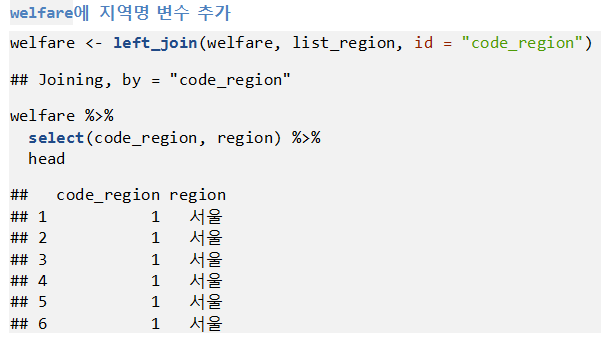 welfare에 지역명 변수 추가
welfare <- left_join(welfare, list_region, id = "code_region")
## Joining, by = "code_region"
welfare %>%
  select(code_region, region) %>%
  head
##   code_region region
## 1           1   서울
## 2           1   서울
## 3           1   서울
## 4           1   서울
## 5           1   서울
## 6           1   서울